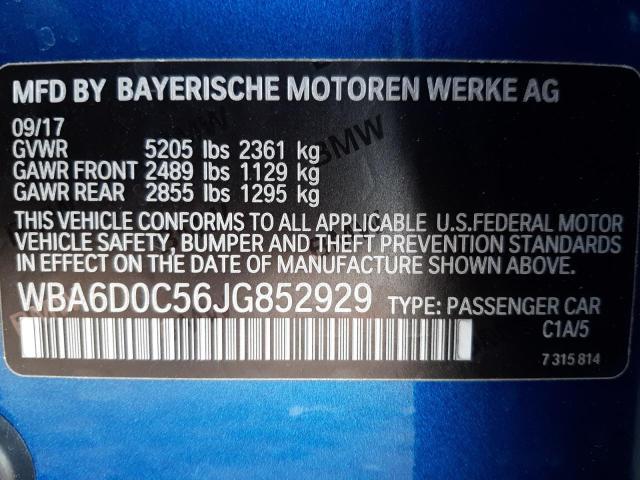 MFD BY BAYERISCHE MOTOREN WERKE AG
09/17
GVWR 5205 lbs 2361 kg
GAWR FRONT 2489 lbs 1129 kg
GAWR REAR 2855 lbs 1295 kg
THIS VEHICLE CONFORMS TO ALL APPLICABLE U.S.FEDERAL MOTOR
VEHICLE SAFETY, BUMPER AND THEFT PREVENTION STANDARDS
IN EFFECT ON THE DATE OF MANUFACTURE SHOWN ABOVE.
WBA6D0C56JG852929 TYPE: PASSENGER CAR
C1A/5
7 315 814